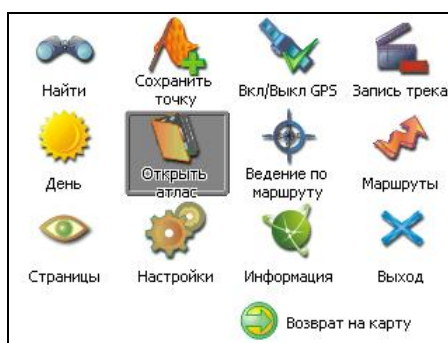 Найти
Сохранить
точку
Вкл/Выкл GPS
Запись трека
День
Открыть
атлас
Ведение по
маршруту
Маршруты
Страницы
Настройки
Информация
Выход
Возврат на карту